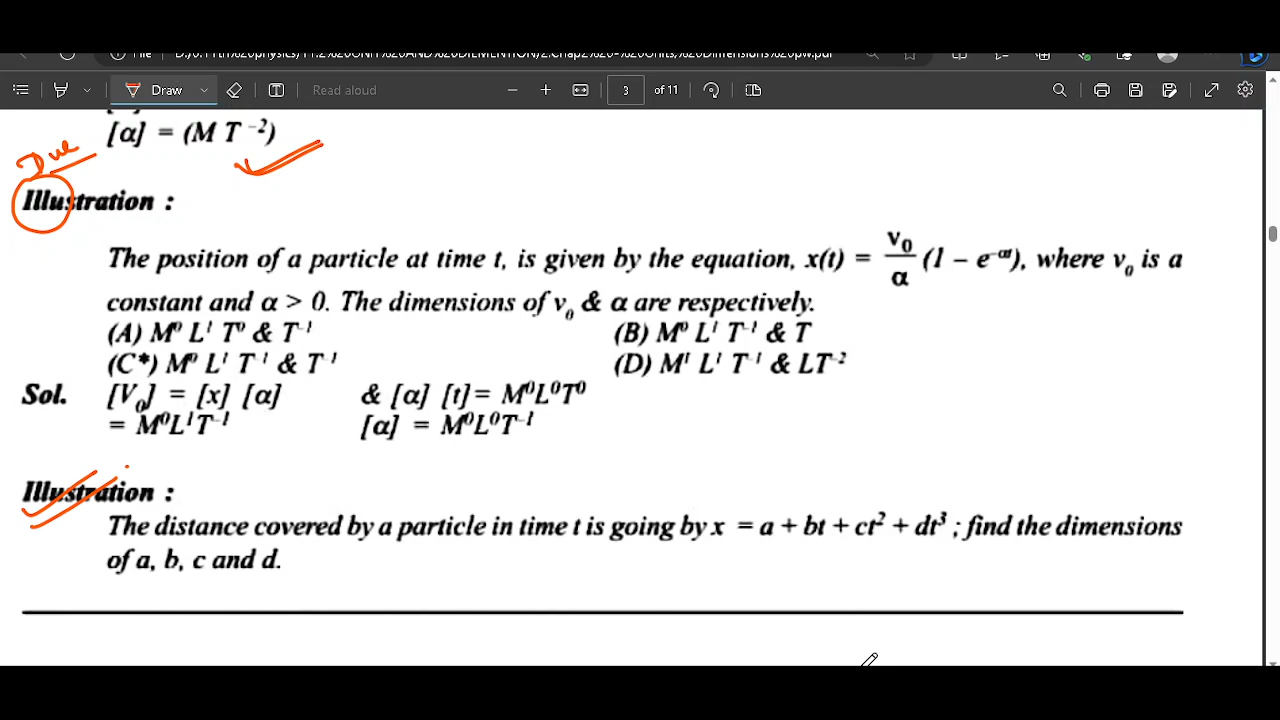 Draw
Read aloud
3 of 11
[α] = (M T⁻²)
Due
Illustration :
The position of a particle at time t, is given by the equation, x(t) = v₀/α (1 – e⁻ᵅᵗ), where v₀ is a
constant and α > 0. The dimensions of v₀ & α are respectively.
(A) M⁰ L¹ T⁰ & T⁻¹ (B) M⁰ L¹ T⁻¹ & T
(C*) M⁰ L¹ T⁻¹ & T⁻¹ (D) M¹ L¹ T⁻¹ & LT⁻²
Sol. [V₀] = [x] [α] & [α] [t]= M⁰L⁰T⁰
= M⁰L¹T⁻¹ [α] = M⁰L⁰T⁻¹
Illustration :
The distance covered by a particle in time t is going by x = a + bt + ct² + dt³ ; find the dimensions
of a, b, c and d.